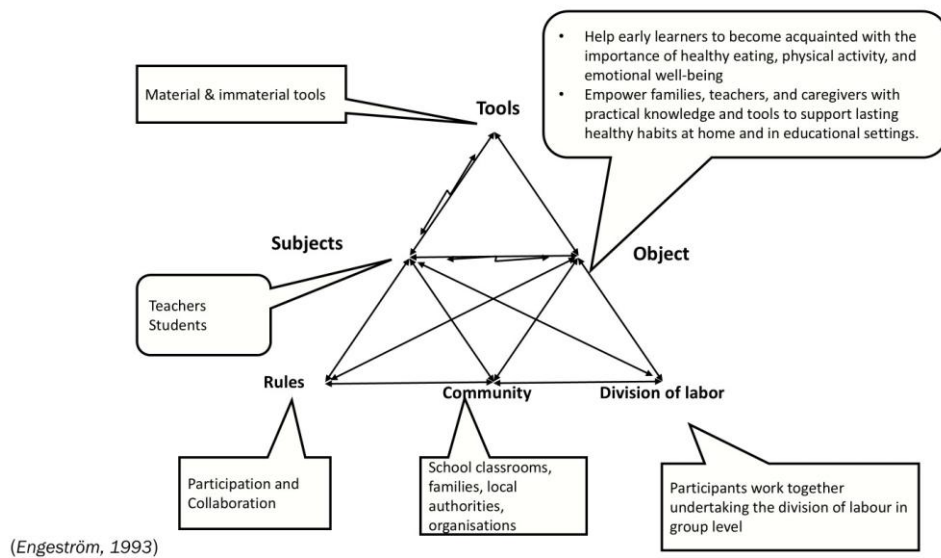 • Help early learners to become acquainted with the
importance of healthy eating, physical activity, and
emotional well-being
• Empower families, teachers, and caregivers with
practical knowledge and tools to support lasting
healthy habits at home and in educational settings.
Material & immaterial tools
Tools
Subjects
Object
Teachers
Students
Rules
Community
Division of labor
Participation and
Collaboration
School classrooms,
families, local
authorities,
organisations
Participants work together
undertaking the division of labour in
group level
(Engeström, 1993)